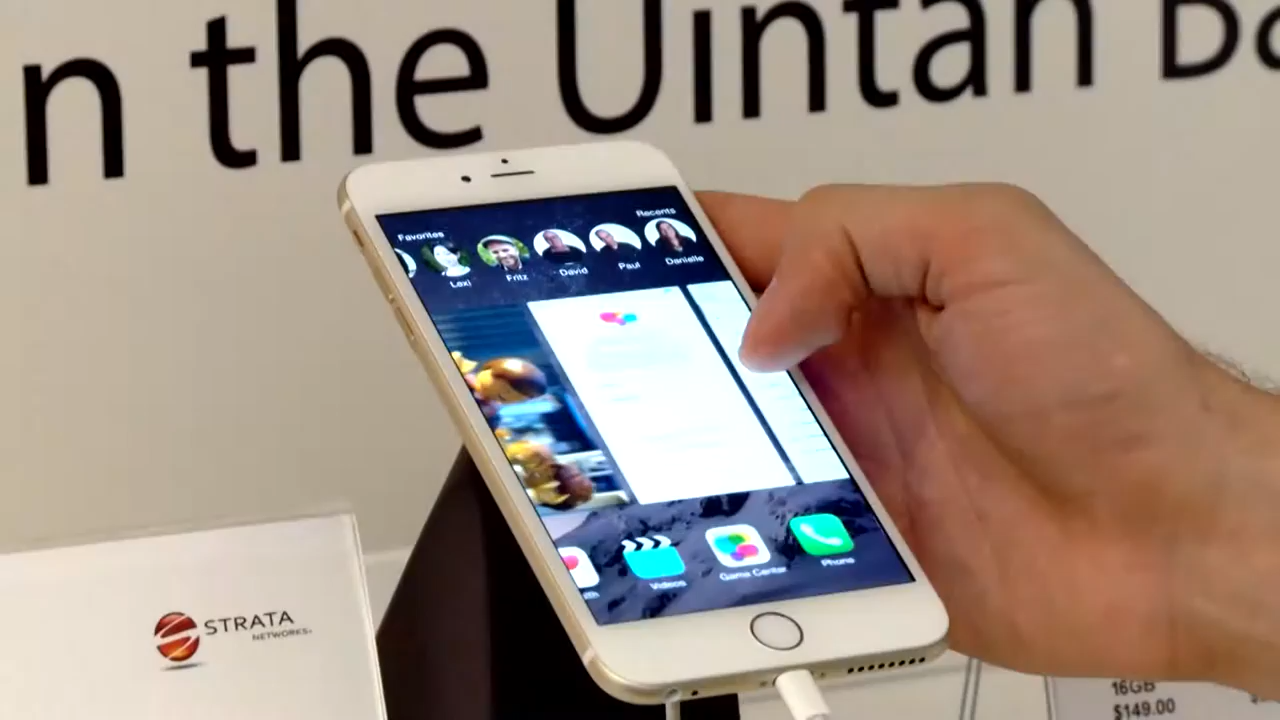 n the Uintah Ba
Recents
Favorites
Lexi
Fritz
David
Paul
Danielle
Videos
Game Center
Phone
STRATA
NETWORKS
16GB
$149.00